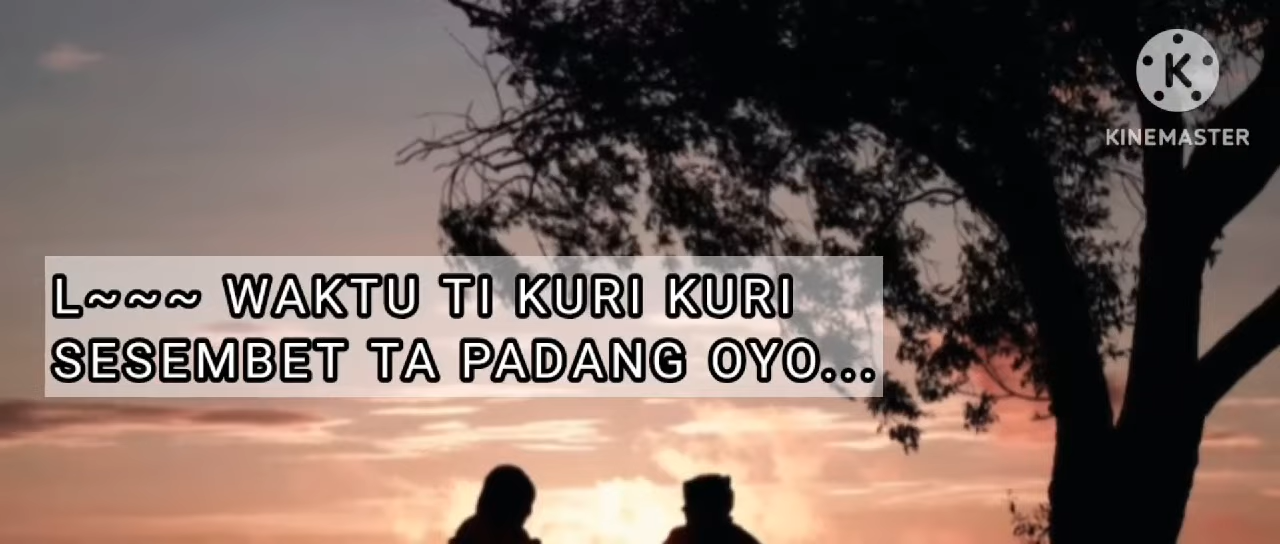 K
KINEMASTER
L~~~ WAKTU TI KURI KURI
SESEMBET TA PADANG OYO...